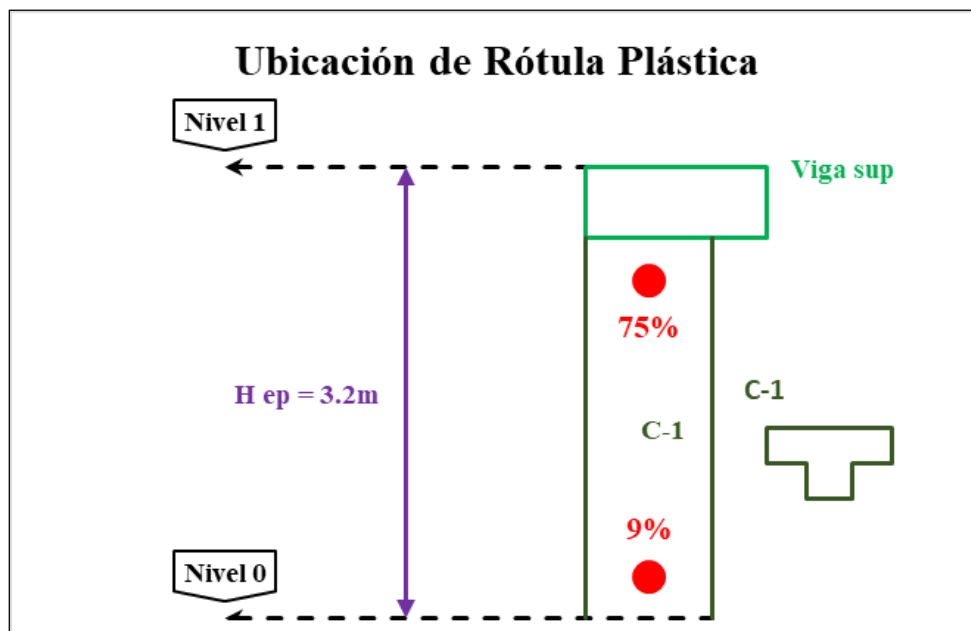 Ubicación de Rótula Plástica
Nivel 1
Viga sup
75%
H ep = 3.2m
C-1
C-1
9%
Nivel 0